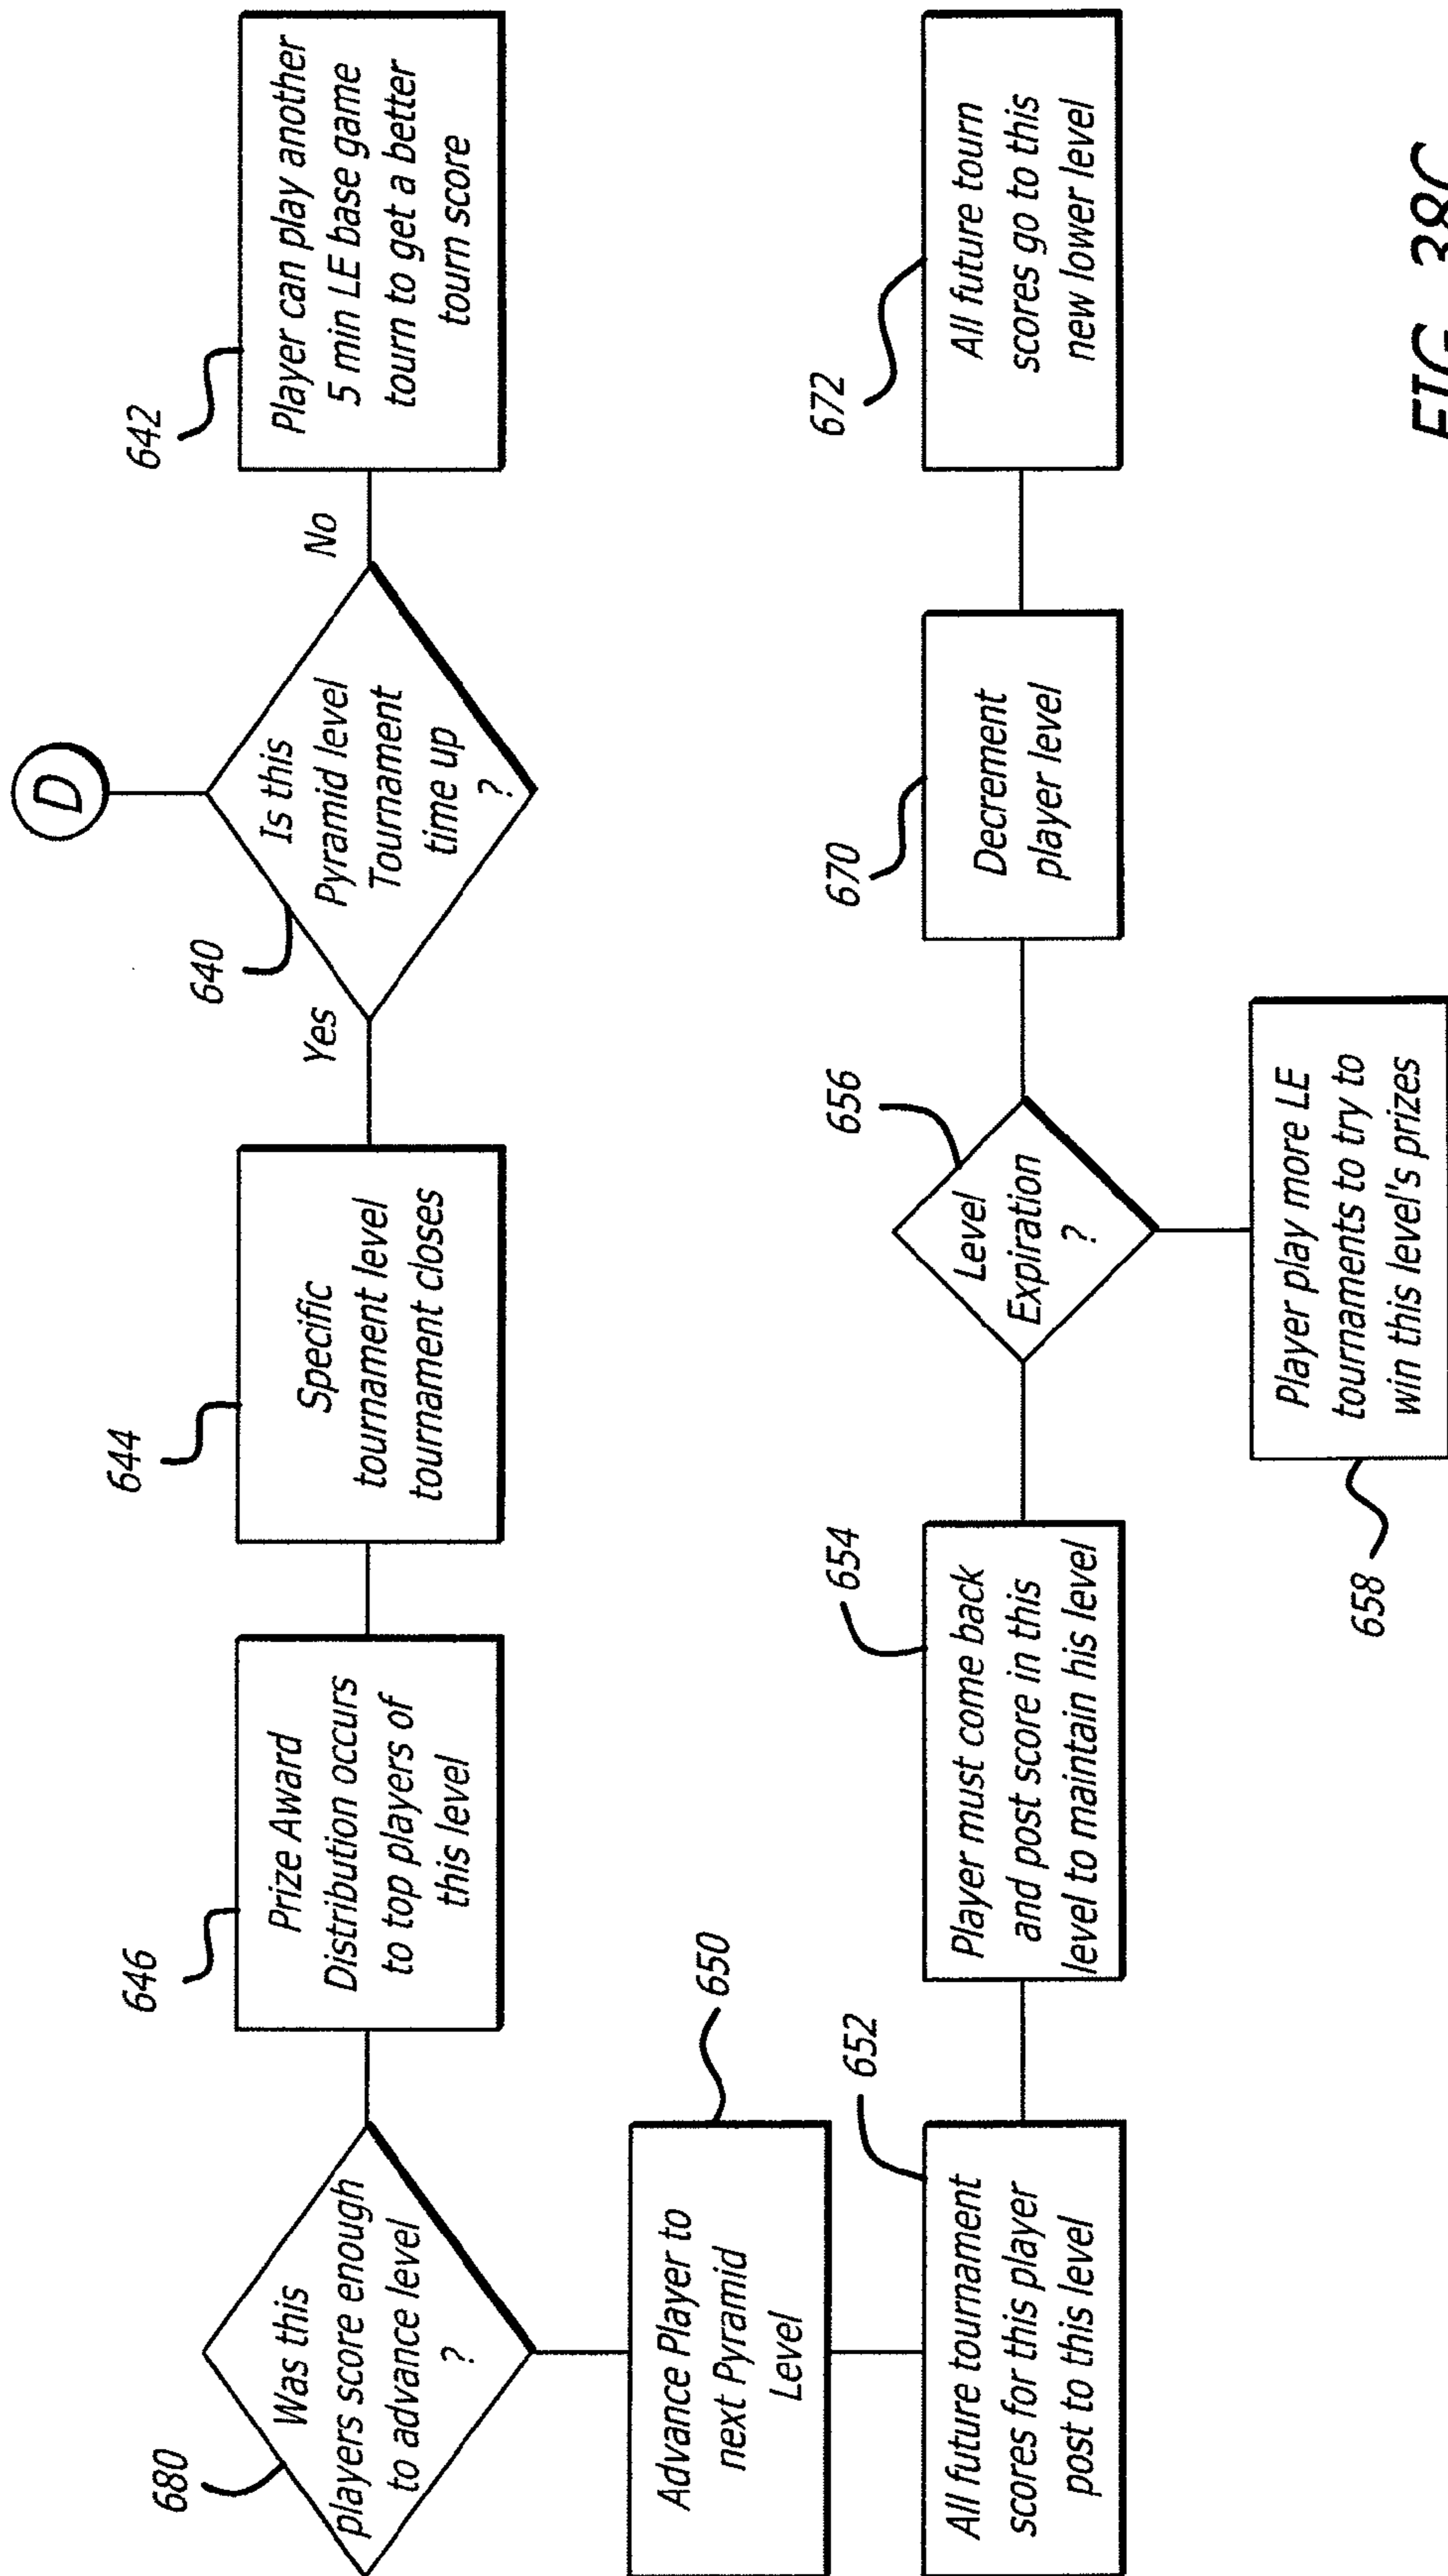 D
640
Is this
Pyramid level
Tournament
time up
?
No
642
Player can play another
5 min LE base game
tourn to get a better
tourn score
Yes
644
Specific
tournament level
tournament closes
646
Prize Award
Distribution occurs
to top players of
this level
680
Was this
players score enough
to advance level
?
650
Advance Player to
next Pyramid
Level
652
All future tournament
scores for this player
post to this level
654
Player must come back
and post score in this
level to maintain his level
656
Level
Expiration
?
658
Player play more LE
tournaments to try to
win this level's prizes
670
Decrement
player level
672
All future tourn
scores go to this
new lower level
FIG. 38C